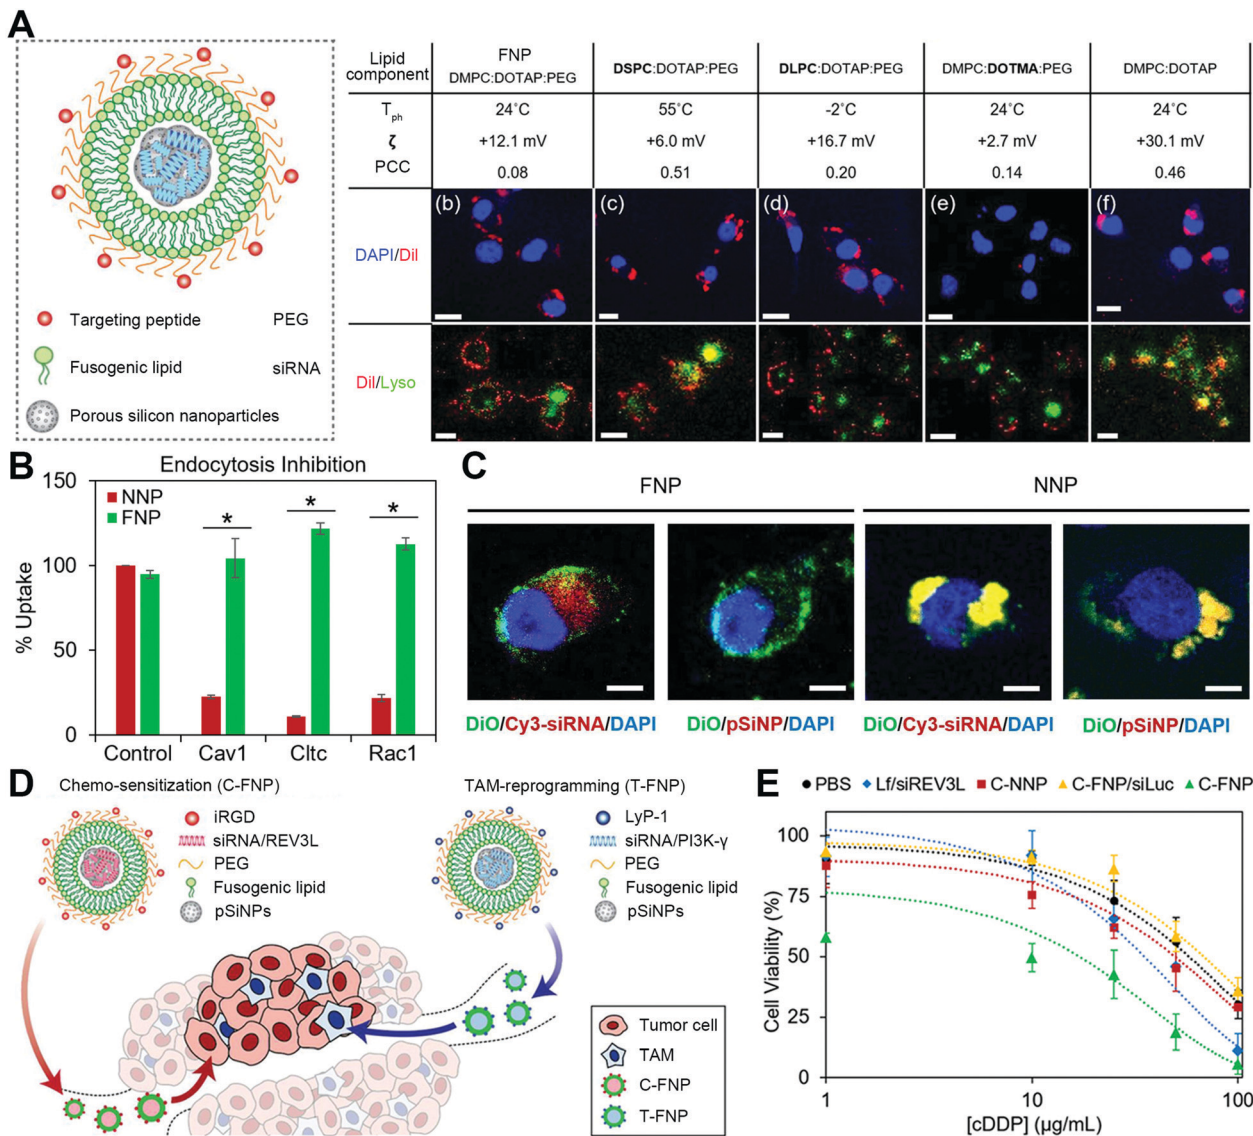 A
Targeting peptide
PEG
Fusogenic lipid
siRNA
Porous silicon nanoparticles
Lipid component
FNP
DMPC:DOTAP:PEG
DSPC:DOTAP:PEG
DLPC:DOTAP:PEG
DMPC:DOTMA:PEG
DMPC:DOTAP
Tph
24°C
55°C
-2°C
24°C
24°C
ζ
+12.1 mV
+6.0 mV
+16.7 mV
+2.7 mV
+30.1 mV
PCC
0.08
0.51
0.20
0.14
0.46
DAPI/Dil
(b)
(c)
(d)
(e)
(f)
Dil/Lyso
B
Endocytosis Inhibition
NNP
FNP
% Uptake
150
100
50
0
*
*
*
Control
Cav1
Cltc
Rac1
C
FNP
NNP
DiO/Cy3-siRNA/DAPI
DiO/pSiNP/DAPI
DiO/Cy3-siRNA/DAPI
DiO/pSiNP/DAPI
D
Chemo-sensitization (C-FNP)
iRGD
siRNA/REV3L
PEG
Fusogenic lipid
pSiNPs
TAM-reprogramming (T-FNP)
LyP-1
siRNA/PI3K-γ
PEG
Fusogenic lipid
pSiNPs
Tumor cell
TAM
C-FNP
T-FNP
E
PBS
Lf/siREV3L
C-NNP
C-FNP/siLuc
C-FNP
Cell Viability (%)
100
75
50
25
0
1
10
100
[cDDP] (μg/mL)